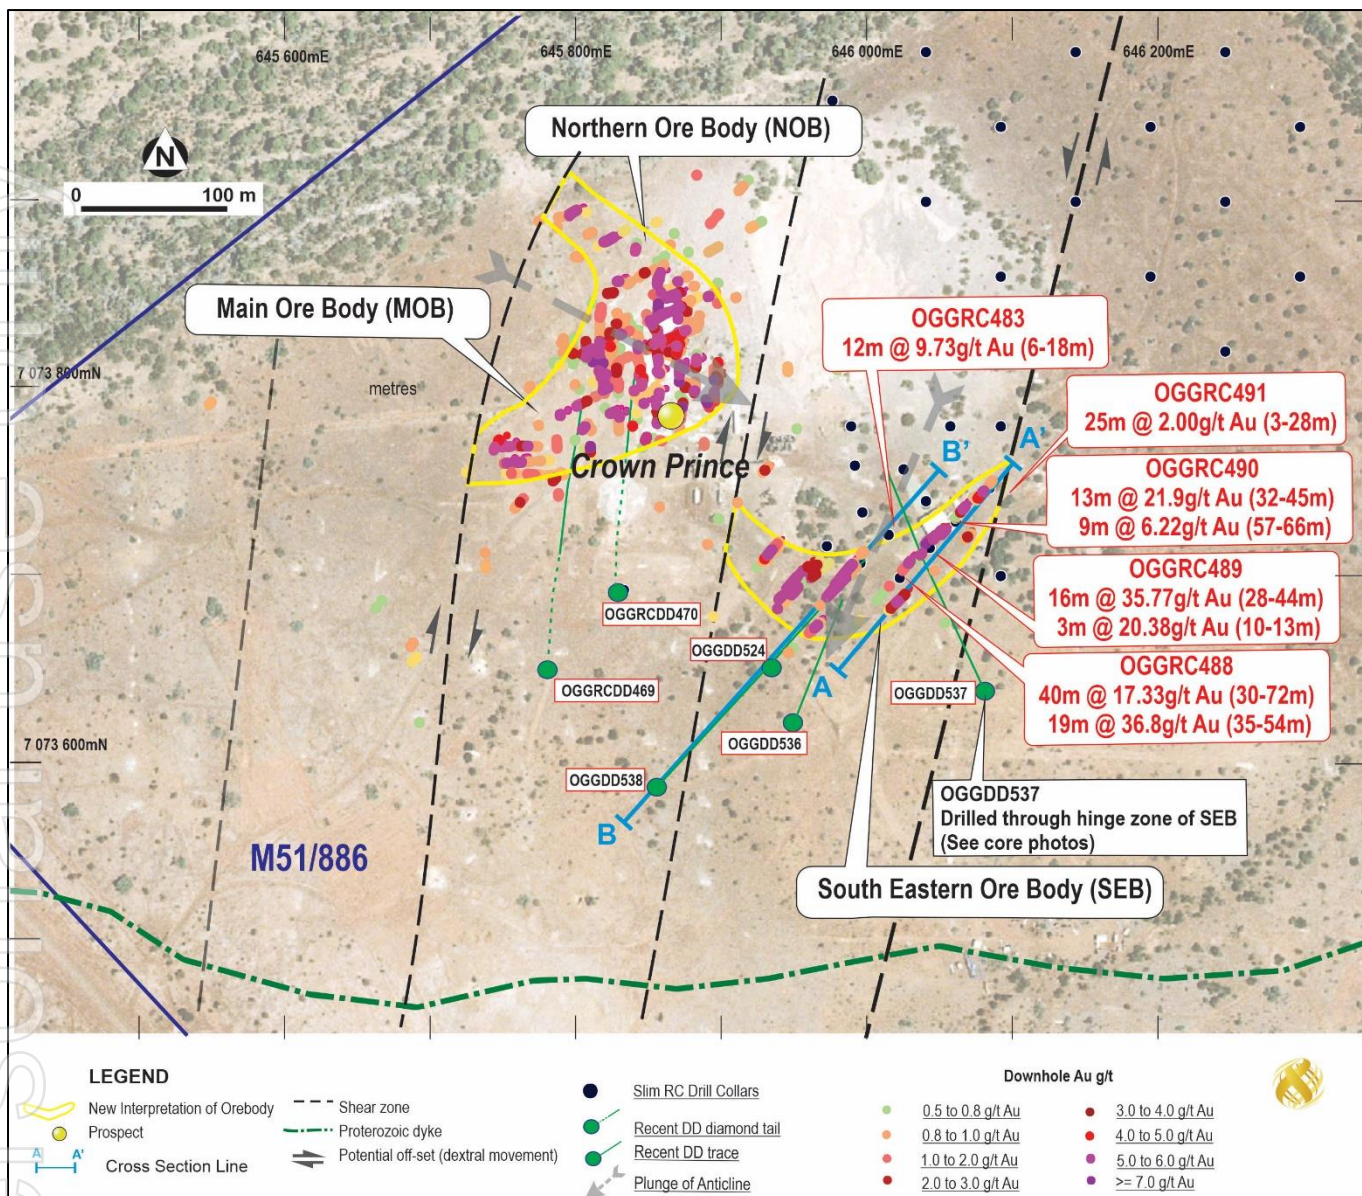 645 600mE
645 800mE
646 000mE
646 200mE
Northern Ore Body (NOB)
N
0 100 m
Main Ore Body (MOB)
OGGRC483
12m @ 9.73g/t Au (6-18m)
7 073 800mN
metres
OGGRC491
25m @ 2.00g/t Au (3-28m)
B'
A'
Crown Prince
OGGRC490
13m @ 21.9g/t Au (32-45m)
9m @ 6.22g/t Au (57-66m)
OGGRC489
16m @ 35.77g/t Au (28-44m)
3m @ 20.38g/t Au (10-13m)
OGGRCDD470
OGGDD524
OGGRC488
40m @ 17.33g/t Au (30-72m)
19m @ 36.8g/t Au (35-54m)
OGGRCDD469
A
OGGDD537
7 073 600mN
OGGDD536
OGGDD538
B
OGGDD537
Drilled through hinge zone of SEB
(See core photos)
M51/886
South Eastern Ore Body (SEB)
LEGEND
New Interpretation of Orebody
Prospect
A A'
Cross Section Line
Shear zone
Proterozoic dyke
Potential off-set (dextral movement)
Slim RC Drill Collars
Recent DD diamond tail
Recent DD trace
Plunge of Anticline
Downhole Au g/t
0.5 to 0.8 g/t Au
0.8 to 1.0 g/t Au
1.0 to 2.0 g/t Au
2.0 to 3.0 g/t Au
3.0 to 4.0 g/t Au
4.0 to 5.0 g/t Au
5.0 to 6.0 g/t Au
>= 7.0 g/t Au